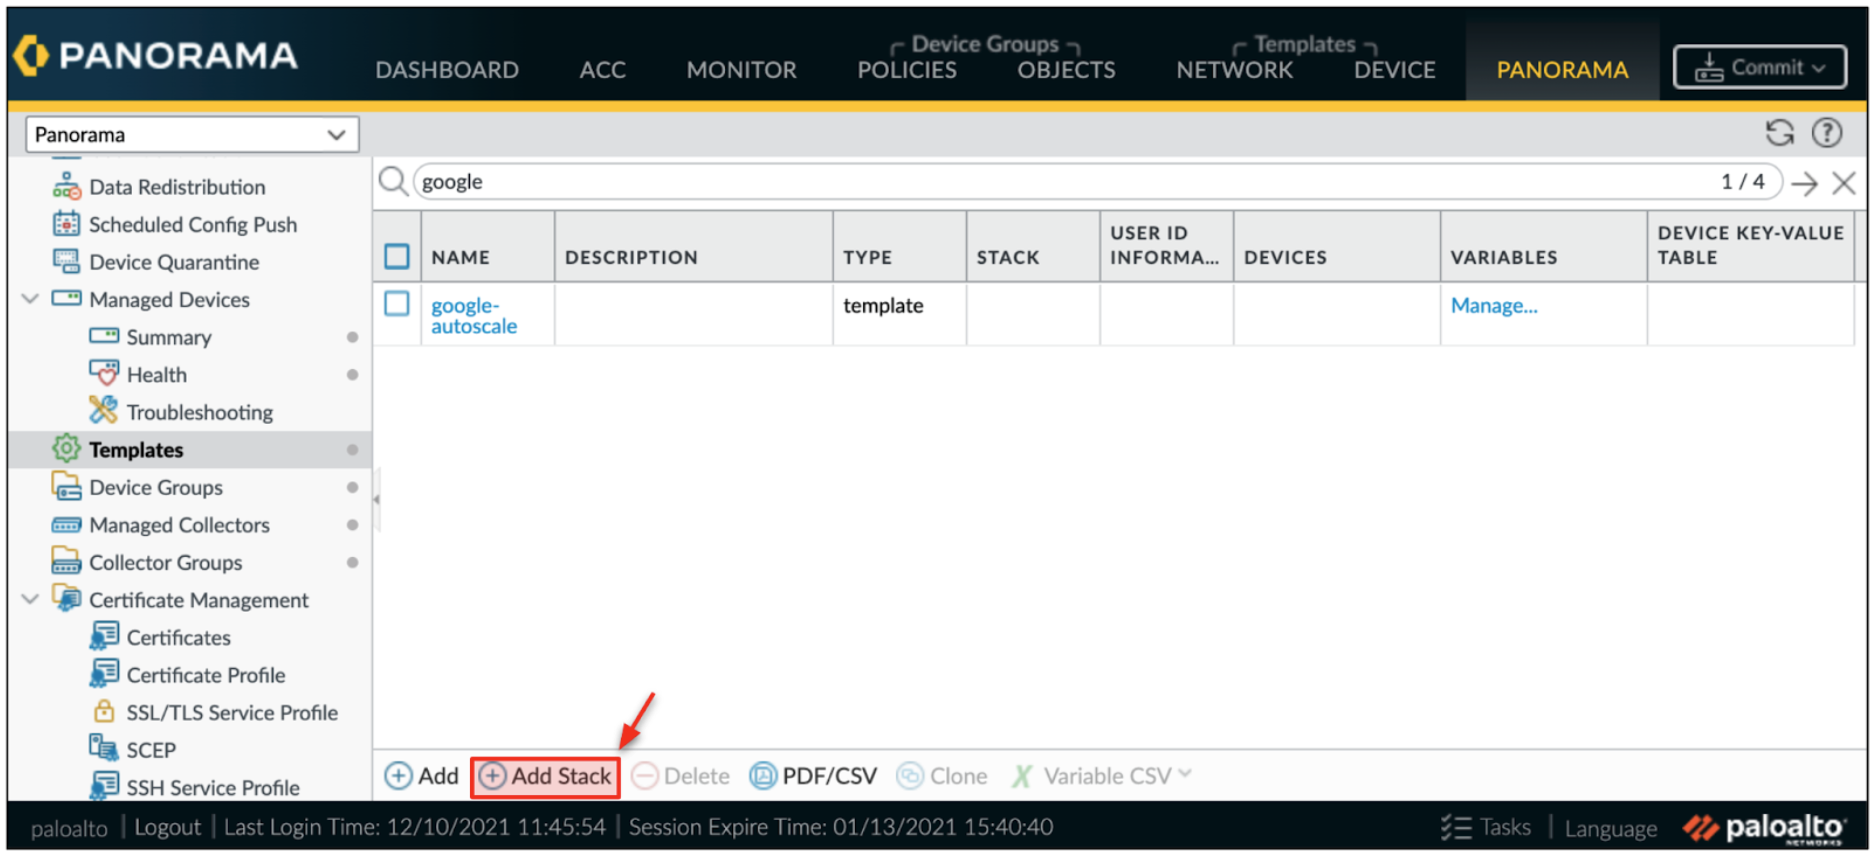 PANORAMA
Device Groups
Templates
DASHBOARD ACC MONITOR POLICIES OBJECTS NETWORK DEVICE PANORAMA Commit
Panorama
google 1 / 4
Data Redistribution
Scheduled Config Push
Device Quarantine
Managed Devices
Summary
Health
Troubleshooting
Templates
Device Groups
Managed Collectors
Collector Groups
Certificate Management
Certificates
Certificate Profile
SSL/TLS Service Profile
SCEP
SSH Service Profile
NAME DESCRIPTION TYPE STACK USER ID INFORMA... DEVICES VARIABLES DEVICE KEY-VALUE TABLE
google-autoscale template Manage...
Add Add Stack Delete PDF/CSV Clone Variable CSV
paloalto | Logout | Last Login Time: 12/10/2021 11:45:54 | Session Expire Time: 01/13/2021 15:40:40 Tasks | Language paloalto NETWORKS